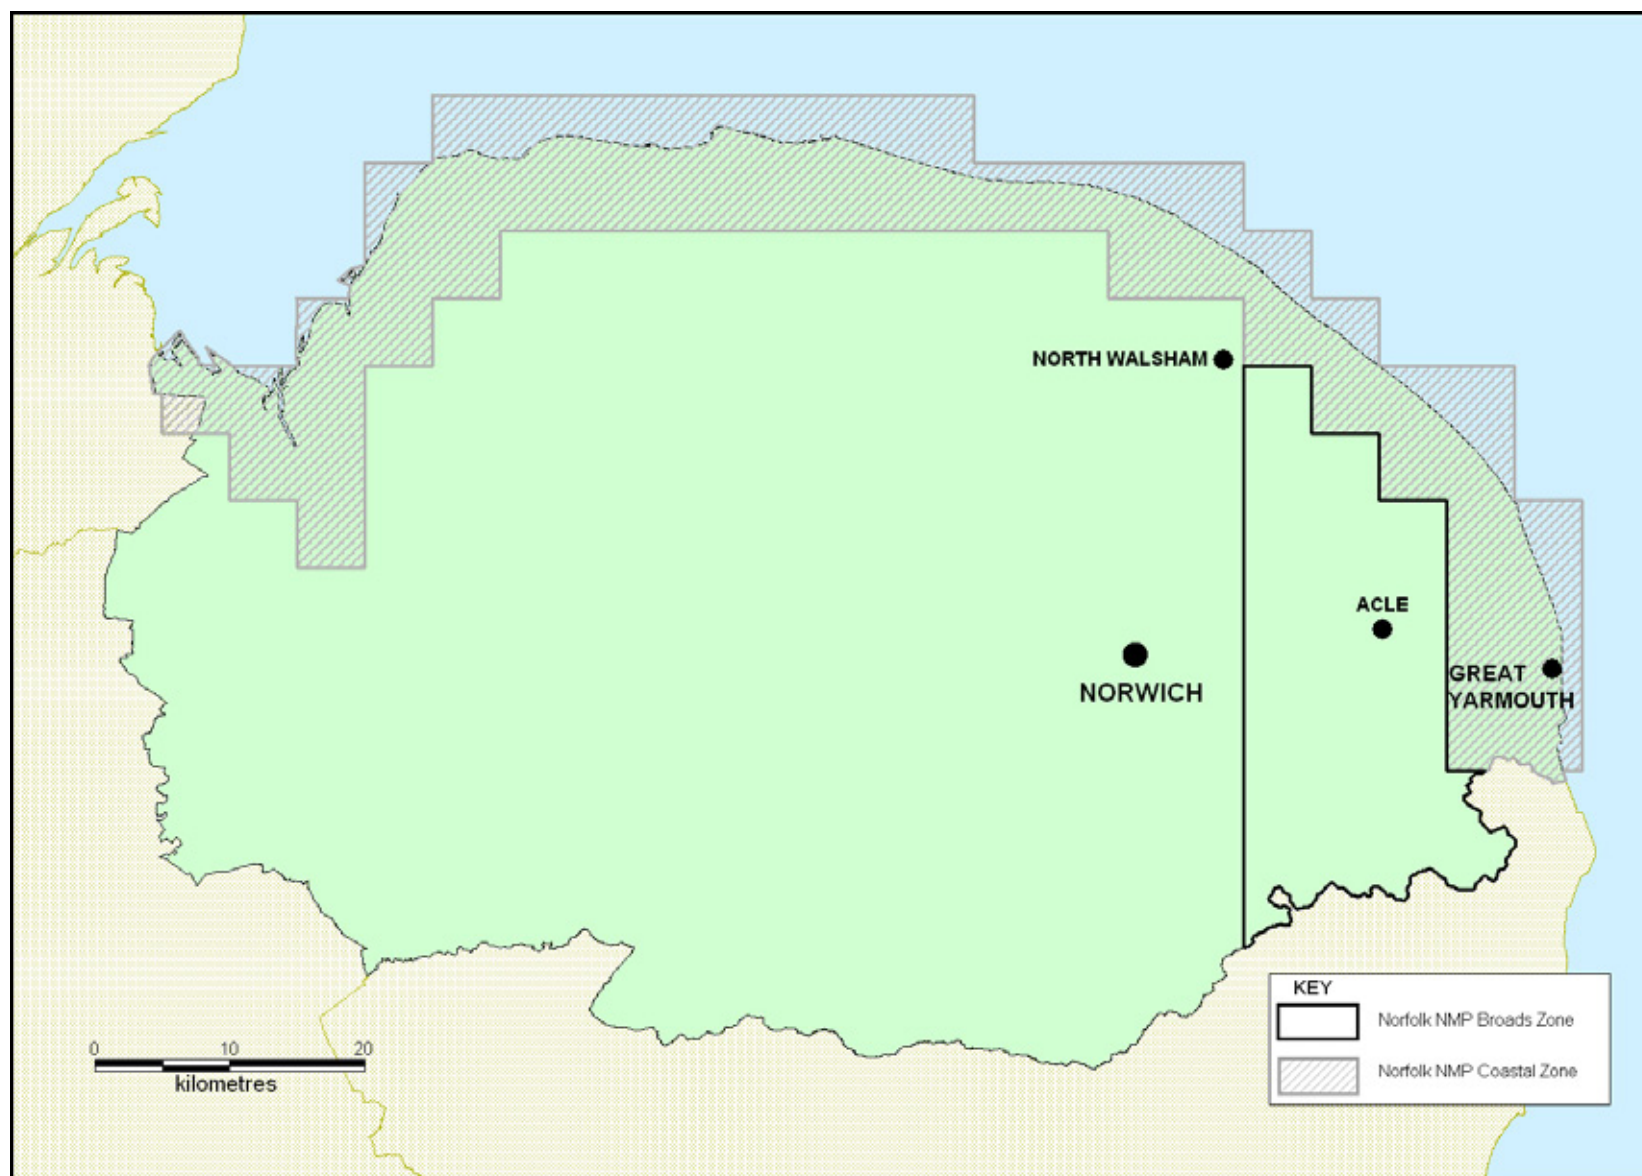 NORTH WALSHAM
ACLE
NORWICH
GREAT
YARMOUTH
KEY
Norfolk NMP Broads Zone
Norfolk NMP Coastal Zone
0 10 20
kilometres